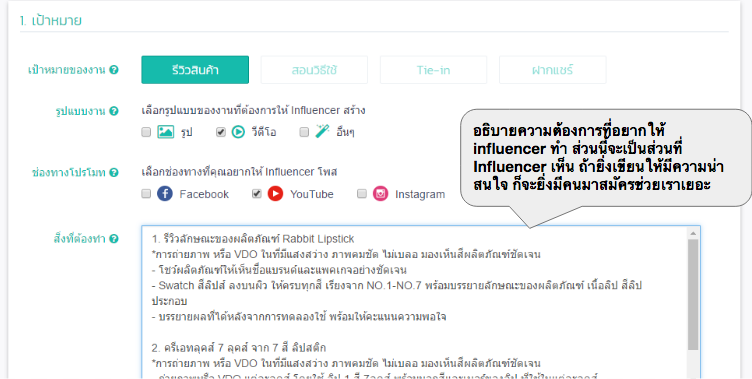 1. เป้าหมาย
เป้าหมายของงาน
รีวิวสินค้า
สอนวิธีใช้
Tie-in
ฝากแชร์
รูปแบบงาน
เลือกรูปแบบของงานที่ต้องการให้ Influencer สร้าง
รูป
วีดีโอ
อื่นๆ
ช่องทางโปรโมท
เลือกช่องทางที่คุณอยากให้ Influencer โพส
Facebook
YouTube
Instagram
อธิบายความต้องการที่อยากให้
influencer ทำ ส่วนนี้จะเป็นส่วนที่
Influencer เห็น ถ้ายิ่งเขียนให้มีความน่า
สนใจ ก็จะยิ่งมีคนมาสมัครช่วยเราเยอะ
สิ่งที่ต้องทำ
1. รีวิวลักษณะของผลิตภัณฑ์ Rabbit Lipstick
*การถ่ายภาพ หรือ VDO ในที่มีแสงสว่าง ภาพคมชัด ไม่เบลอ มองเห็นสีผลิตภัณฑ์ชัดเจน
- โชว์ผลิตภัณฑ์ให้เห็นชื่อแบรนด์และแพคเกจอย่างชัดเจน
- Swatch สีลิปส์ ลงบนผิว ให้ครบทุกสี เรียงจาก NO.1-NO.7 พร้อมบรรยายลักษณะของผลิตภัณฑ์ เนื้อลิป สีลิป
ประกอบ
- บรรยายผลที่ได้หลังจากการทดลองใช้ พร้อมให้คะแนนความพอใจ
2. ครีเอทลุคส์ 7 ลุคส์ จาก 7 สี ลิปสติก
*การถ่ายภาพ หรือ VDO ในที่มีแสงสว่าง ภาพคมชัด ไม่เบลอ มองเห็นสีผลิตภัณฑ์ชัดเจน